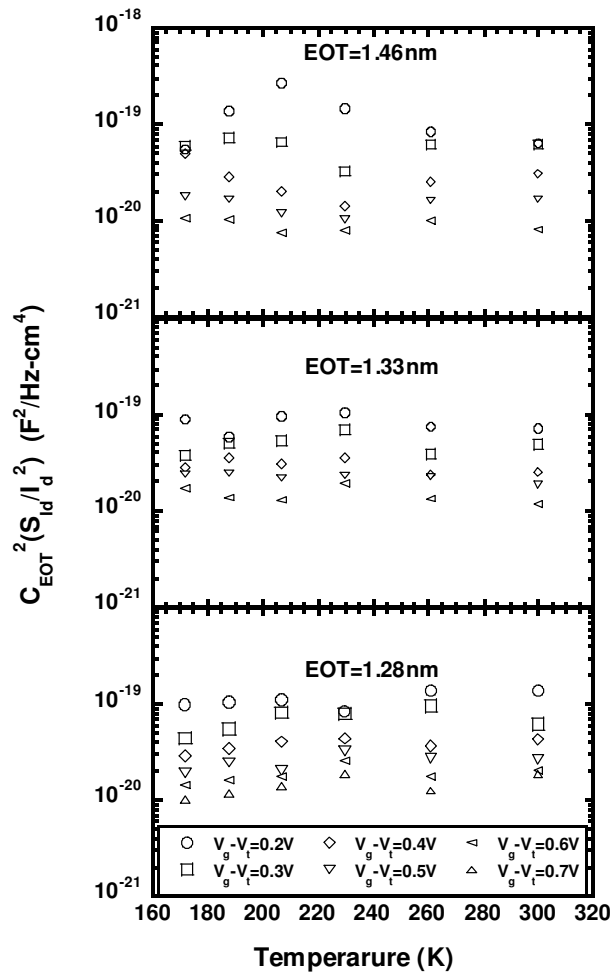 10^-18
EOT=1.46nm
10^-19
10^-20
10^-21
EOT=1.33nm
10^-19
10^-20
10^-21
EOT=1.28nm
10^-19
10^-20
10^-21
C_EOT^2(S_Id/I_d^2) (F^2/Hz-cm^4)
V_g-V_t=0.2V V_g-V_t=0.4V V_g-V_t=0.6V
V_g-V_t=0.3V V_g-V_t=0.5V V_g-V_t=0.7V
160 180 200 220 240 260 280 300 320
Temperarure (K)